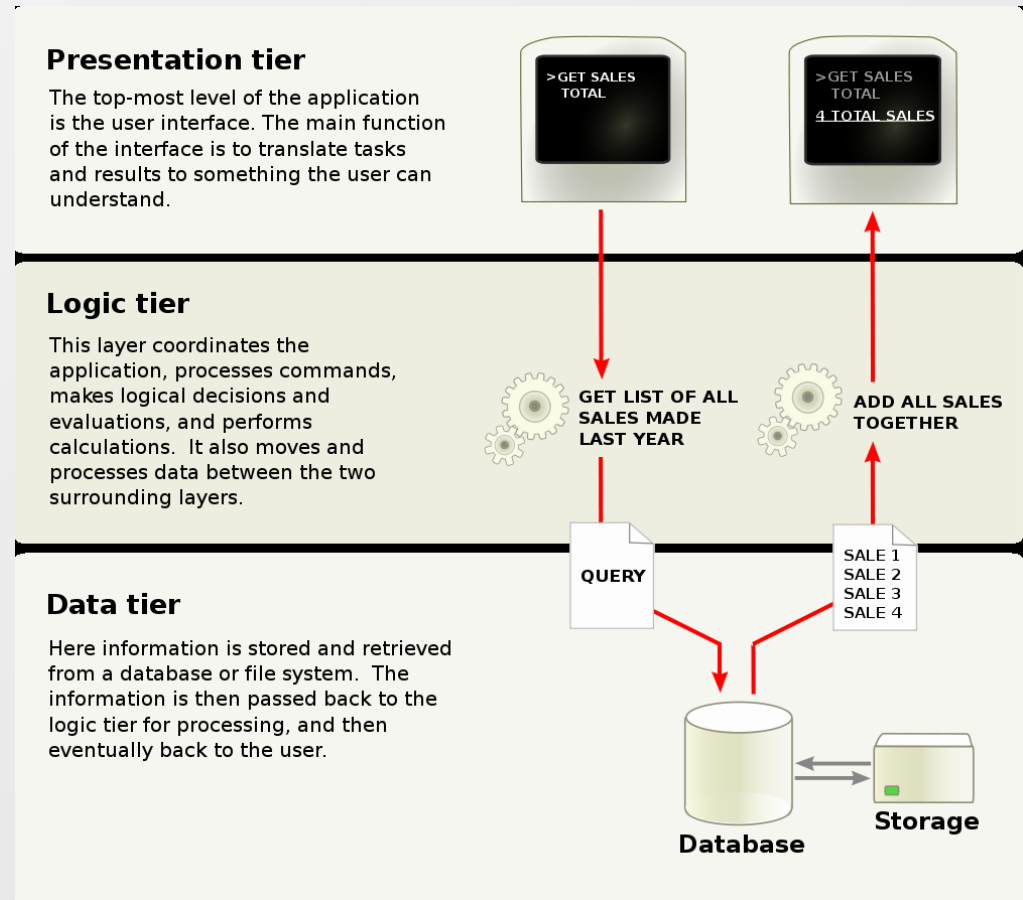 Presentation tier
The top-most level of the application
is the user interface. The main function
of the interface is to translate tasks
and results to something the user can
understand.
>GET SALES
TOTAL
>GET SALES
TOTAL
4 TOTAL SALES
Logic tier
This layer coordinates the
application, processes commands,
makes logical decisions and
evaluations, and performs
calculations.  It also moves and
processes data between the two
surrounding layers.
GET LIST OF ALL
SALES MADE
LAST YEAR
ADD ALL SALES
TOGETHER
Data tier
Here information is stored and retrieved
from a database or file system.  The
information is then passed back to the
logic tier for processing, and then
eventually back to the user.
QUERY
SALE 1
SALE 2
SALE 3
SALE 4
Database
Storage